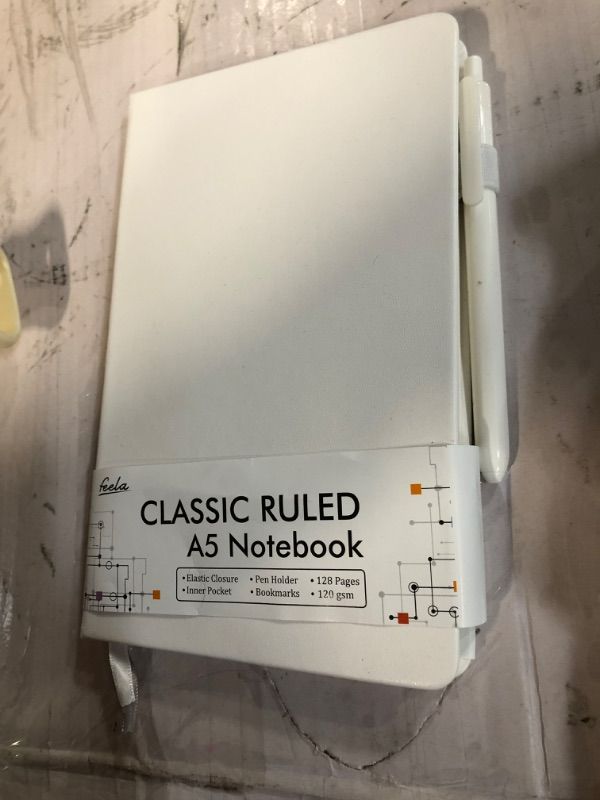 feela
CLASSIC RULED
A5 Notebook
• Elastic Closure • Pen Holder • 128 Pages
• Inner Pocket • Bookmarks • 120 gsm